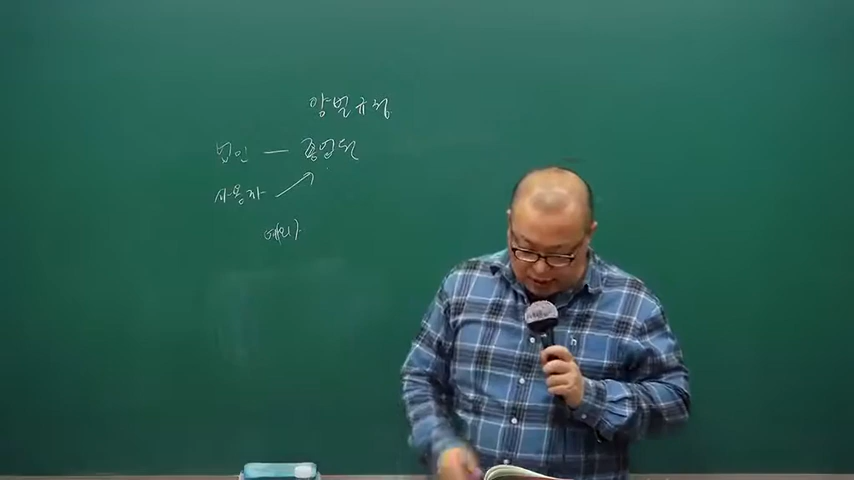 양벌규정
법인 — 종업원
사용자 ↗
예외